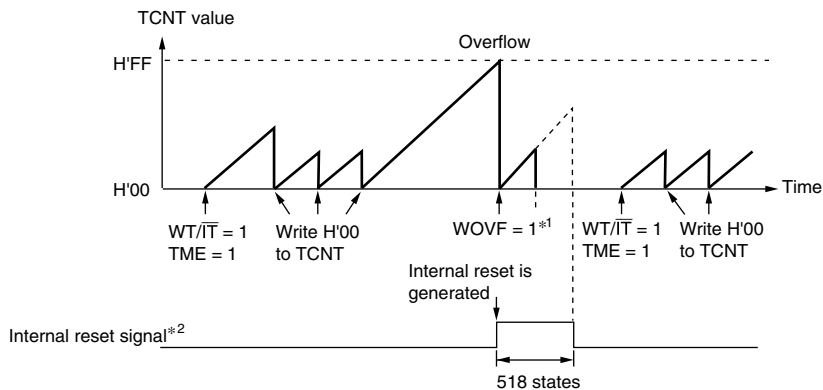 TCNT value
Overflow
H'FF
H'00
Time
WT/IT = 1
TME = 1
Write H'00
to TCNT
WOVF = 1*1
WT/IT = 1
TME = 1
Write H'00
to TCNT
Internal reset is
generated
Internal reset signal*2
518 states